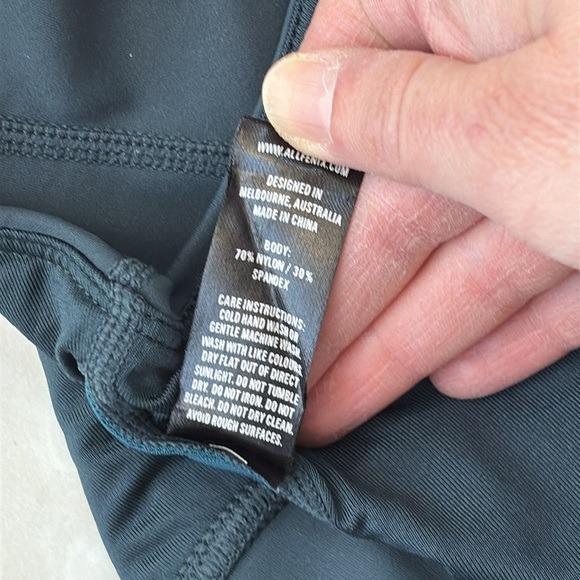 WWW.ALLFENIX.COM
DESIGNED IN
MELBOURNE, AUSTRALIA
MADE IN CHINA
BODY:
70% NYLON / 30%
SPANDEX
CARE INSTRUCTIONS:
COLD HAND WASH OR
GENTLE MACHINE WASH.
WASH WITH LIKE COLOURS.
DRY FLAT OUT OF DIRECT
SUNLIGHT. DO NOT TUMBLE
DRY. DO NOT IRON. DO NOT
BLEACH. DO NOT DRY CLEAN.
AVOID ROUGH SURFACES.